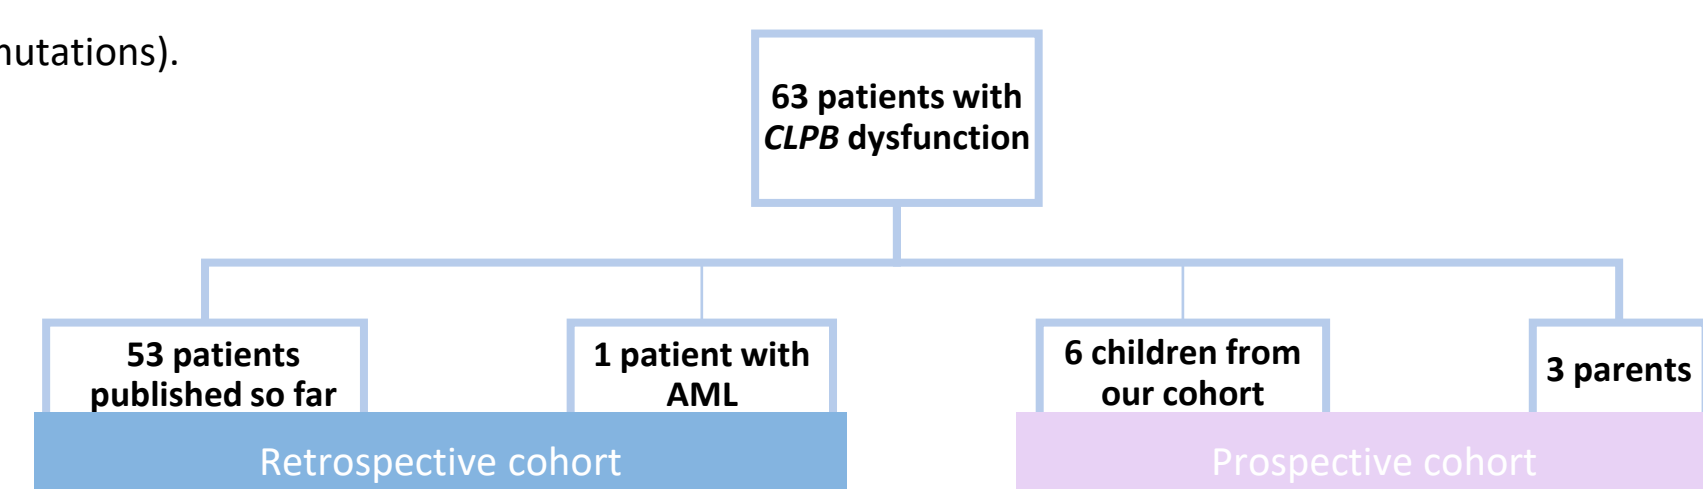 mutations).
63 patients with
CLPB dysfunction
53 patients
published so far
1 patient with
AML
6 children from
our cohort
3 parents
Retrospective cohort
Prospective cohort